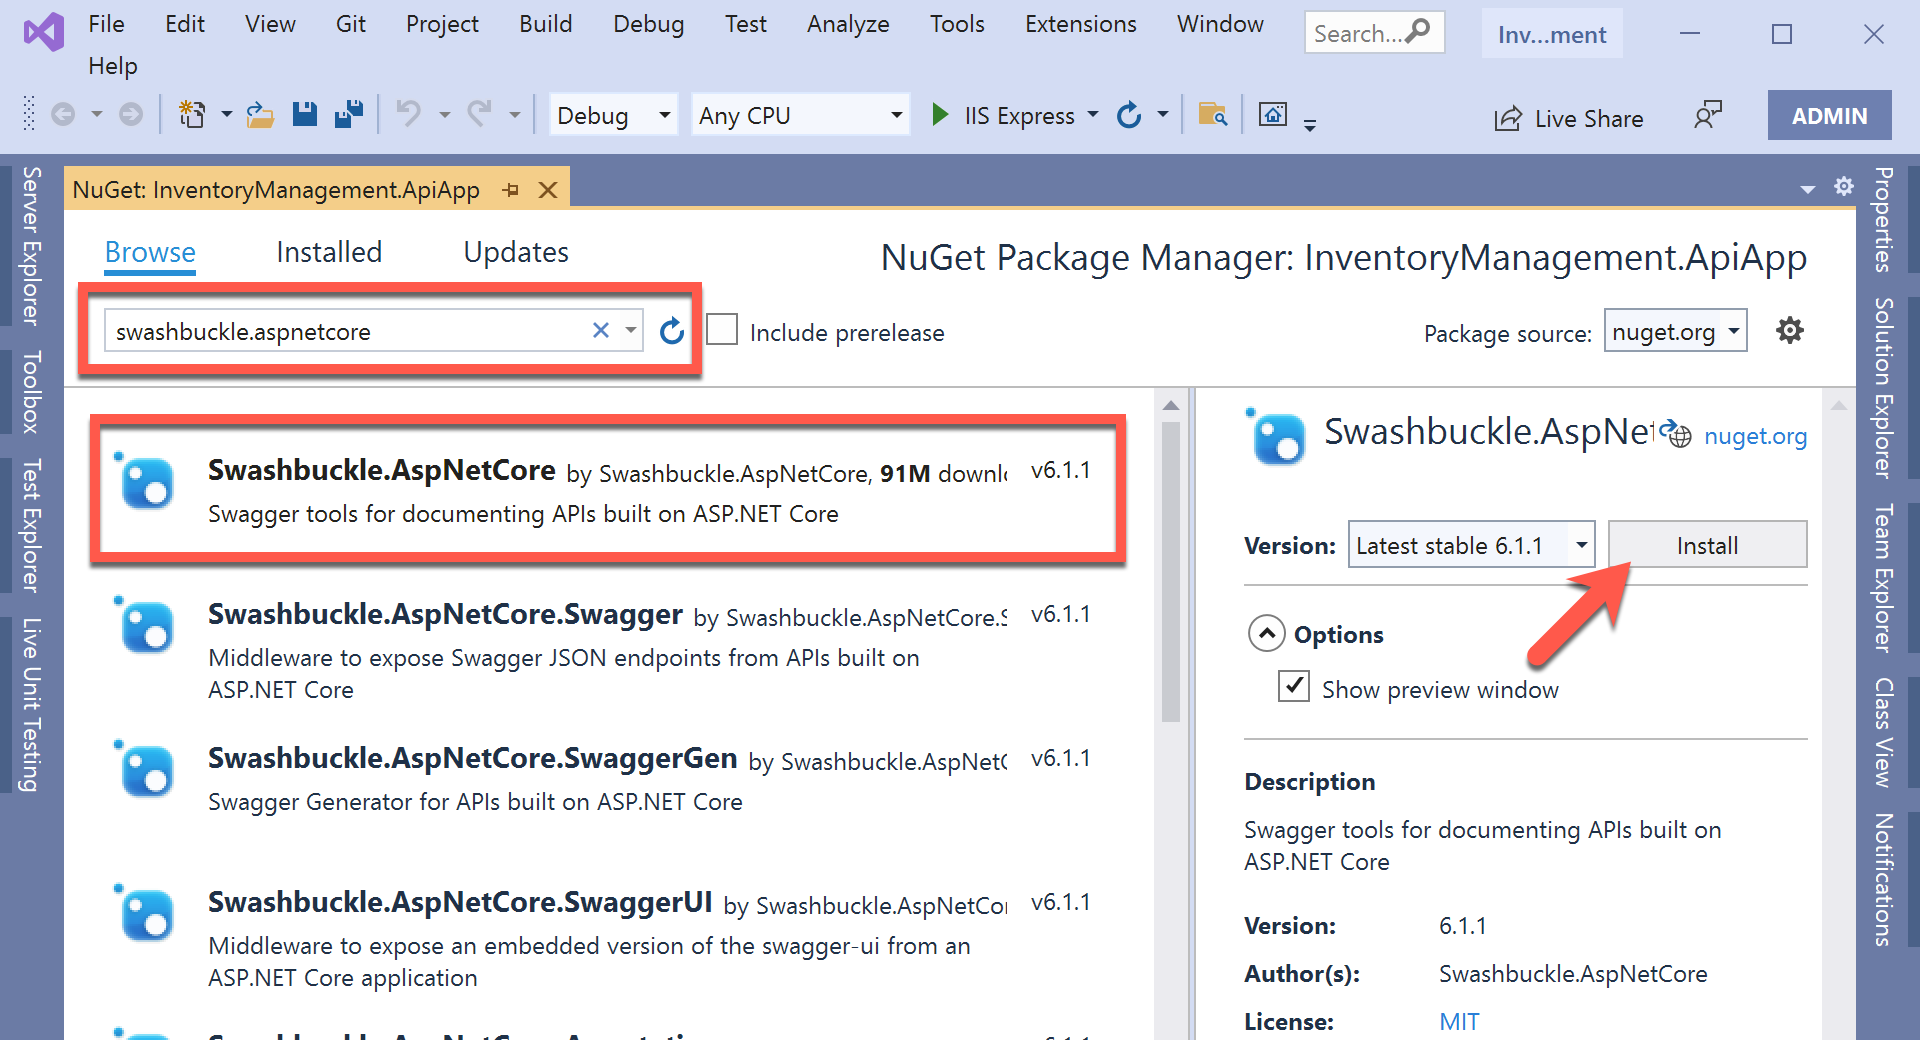 File Edit View Git Project Build Debug Test Analyze Tools Extensions Window Search... Inv...ment
Help
Debug Any CPU IIS Express Live Share ADMIN
Server Explorer
Toolbox
Test Explorer
Live Unit Testing
NuGet: InventoryManagement.ApiApp
Browse Installed Updates
NuGet Package Manager: InventoryManagement.ApiApp
swashbuckle.aspnetcore
Include prerelease
Package source: nuget.org
Swashbuckle.AspNetCore by Swashbuckle.AspNetCore, 91M downlo v6.1.1
Swagger tools for documenting APIs built on ASP.NET Core
Swashbuckle.AspNetCore.Swagger by Swashbuckle.AspNetCore.S v6.1.1
Middleware to expose Swagger JSON endpoints from APIs built on
ASP.NET Core
Swashbuckle.AspNetCore.SwaggerGen by Swashbuckle.AspNetC v6.1.1
Swagger Generator for APIs built on ASP.NET Core
Swashbuckle.AspNetCore.SwaggerUI by Swashbuckle.AspNetCor v6.1.1
Middleware to expose an embedded version of the swagger-ui from an
ASP.NET Core application
Swashbuckle.AspNet nuget.org
Version: Latest stable 6.1.1 Install
Options
Show preview window
Description
Swagger tools for documenting APIs built on
ASP.NET Core
Version: 6.1.1
Author(s): Swashbuckle.AspNetCore
License: MIT
Properties
Solution Explorer
Team Explorer
Class View
Notifications